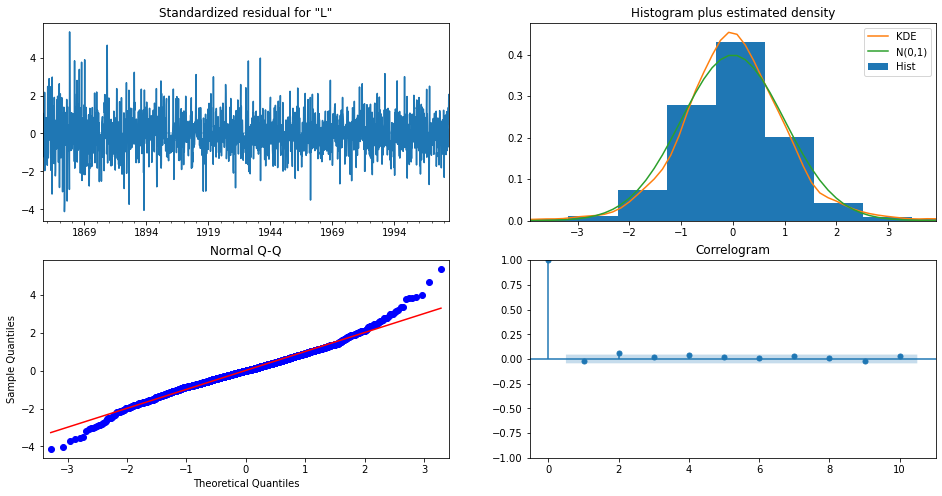 Standardized residual for "L"
4
2
0
−2
−4
1869 1894 1919 1944 1969 1994
Histogram plus estimated density
KDE
N(0,1)
Hist
0.4
0.3
0.2
0.1
0.0
−3 −2 −1 0 1 2 3
Normal Q-Q
Sample Quantiles
4
2
0
−2
−4
−3 −2 −1 0 1 2 3
Theoretical Quantiles
Correlogram
1.00
0.75
0.50
0.25
0.00
−0.25
−0.50
−0.75
−1.00
0 2 4 6 8 10